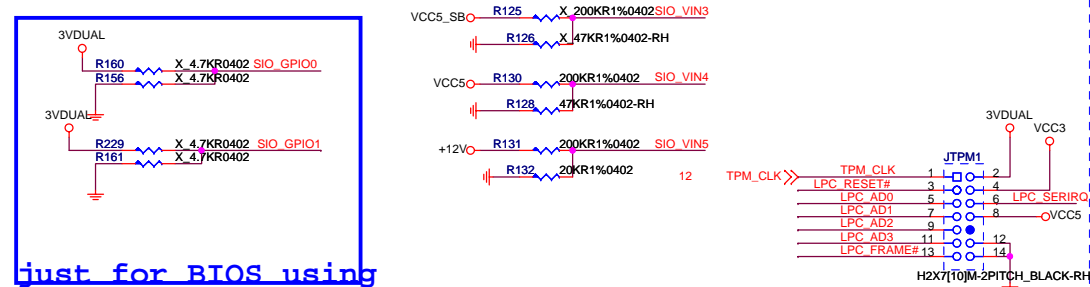 3VDUAL
R160 X_4.7KR0402 SIO_GPIO0
R156 X_4.7KR0402
3VDUAL
R229 X_4.7KR0402 SIO_GPIO1
R161 X_4.7KR0402
just for BIOS using
VCC5_SB R125 X_200KR1%0402 SIO_VIN3
R126 X_47KR1%0402-RH
VCC5 R130 200KR1%0402 SIO_VIN4
R128 47KR1%0402-RH
+12V R131 200KR1%0402 SIO_VIN5
R132 20KR1%0402
12 TPM_CLK
3VDUAL
VCC3
JTPM1
TPM_CLK 1 2
LPC_RESET# 3 4
LPC_AD0 5 6 LPC_SERIRQ
LPC_AD1 7 8 VCC5
LPC_AD2 9
LPC_AD3 11 12
LPC_FRAME# 13 14
H2X7[10]M-2PITCH_BLACK-RH